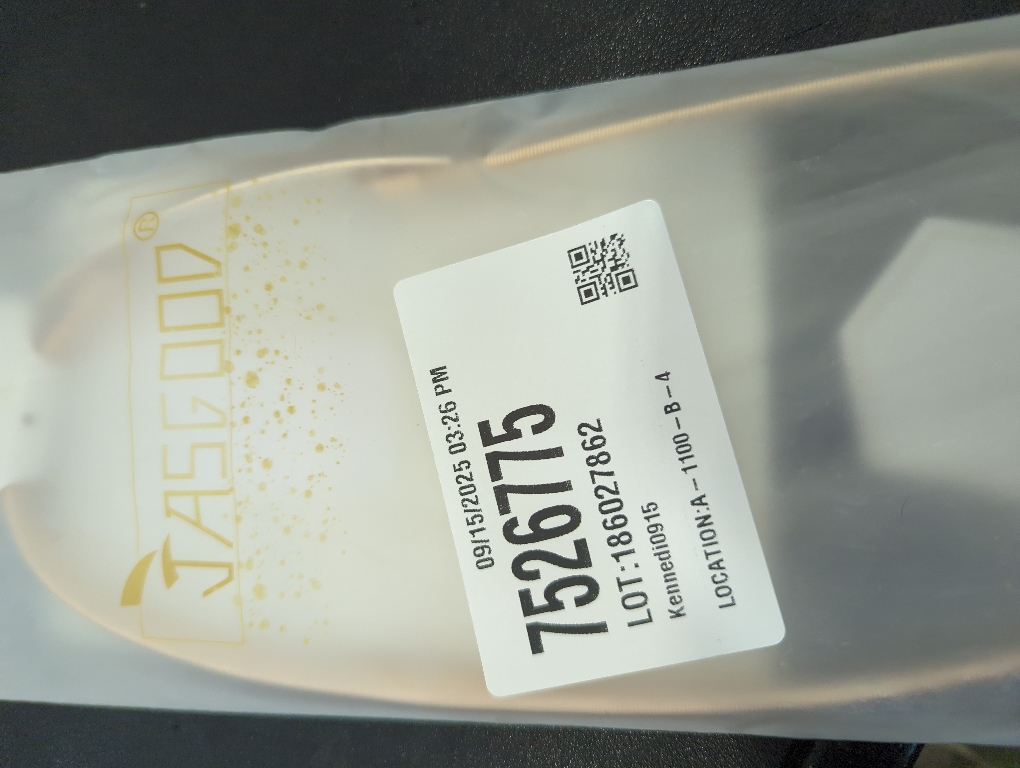 JASGOOD®
09/15/2025 03:26 PM
7526775
LOT:186027862
Kennedi0915
LOCATION:A-1100-B-4